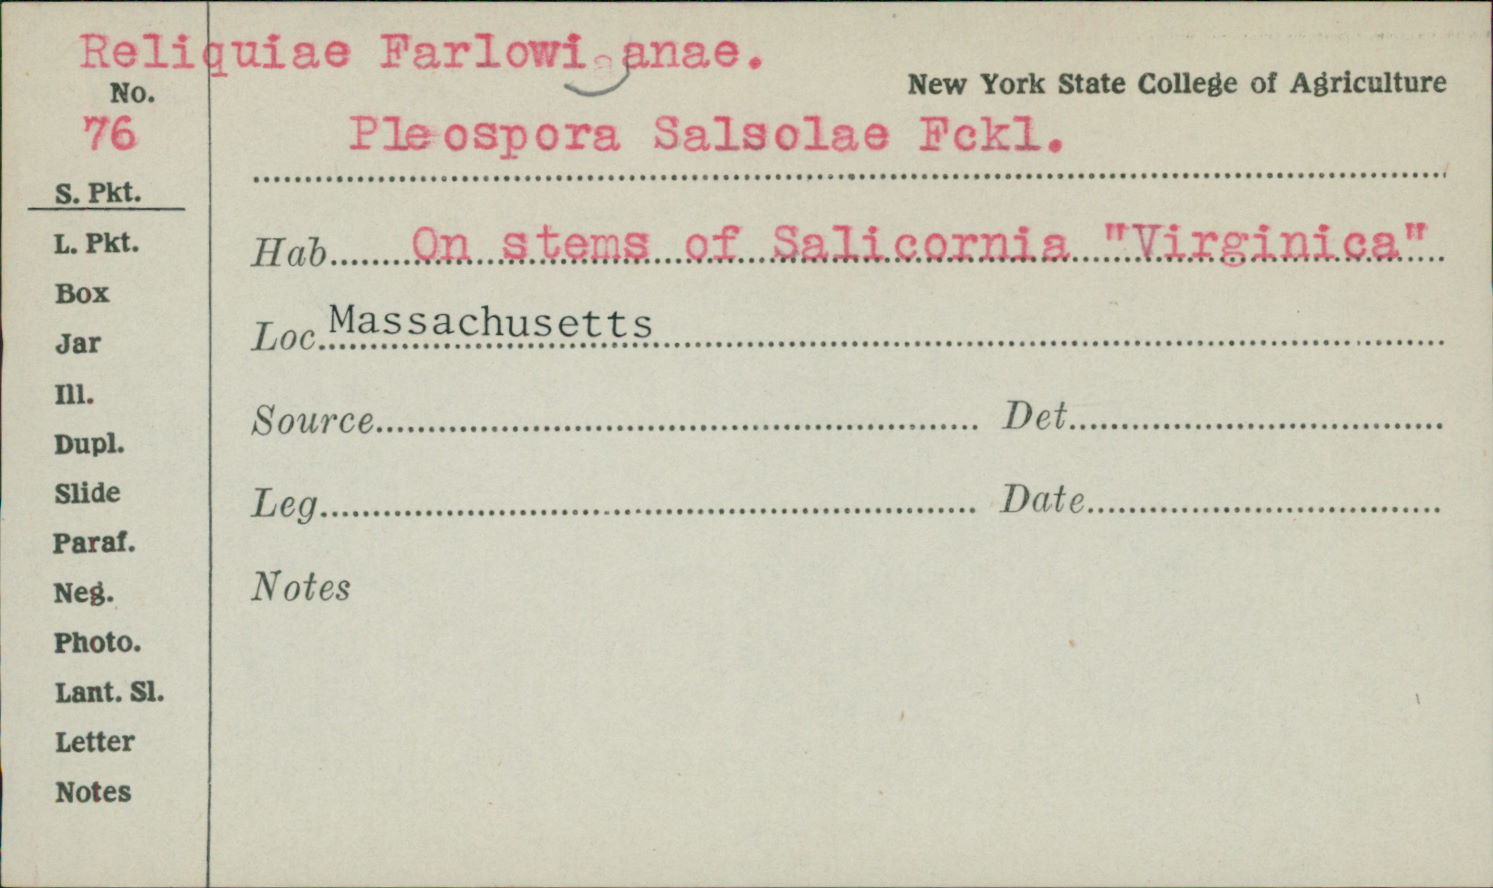 Reliquiae Farlowianae.
No.
New York State College of Agriculture
76
Pleospora Salsolae Fckl.
S. Pkt.
L. Pkt.
Hab. On stems of Salicornia "Virginica"
Box
Loc. Massachusetts
Jar
Ill.
Source Det.
Dupl.
Slide
Leg. Date
Paraf.
Neg.
Notes
Photo.
Lant. Sl.
Letter
Notes